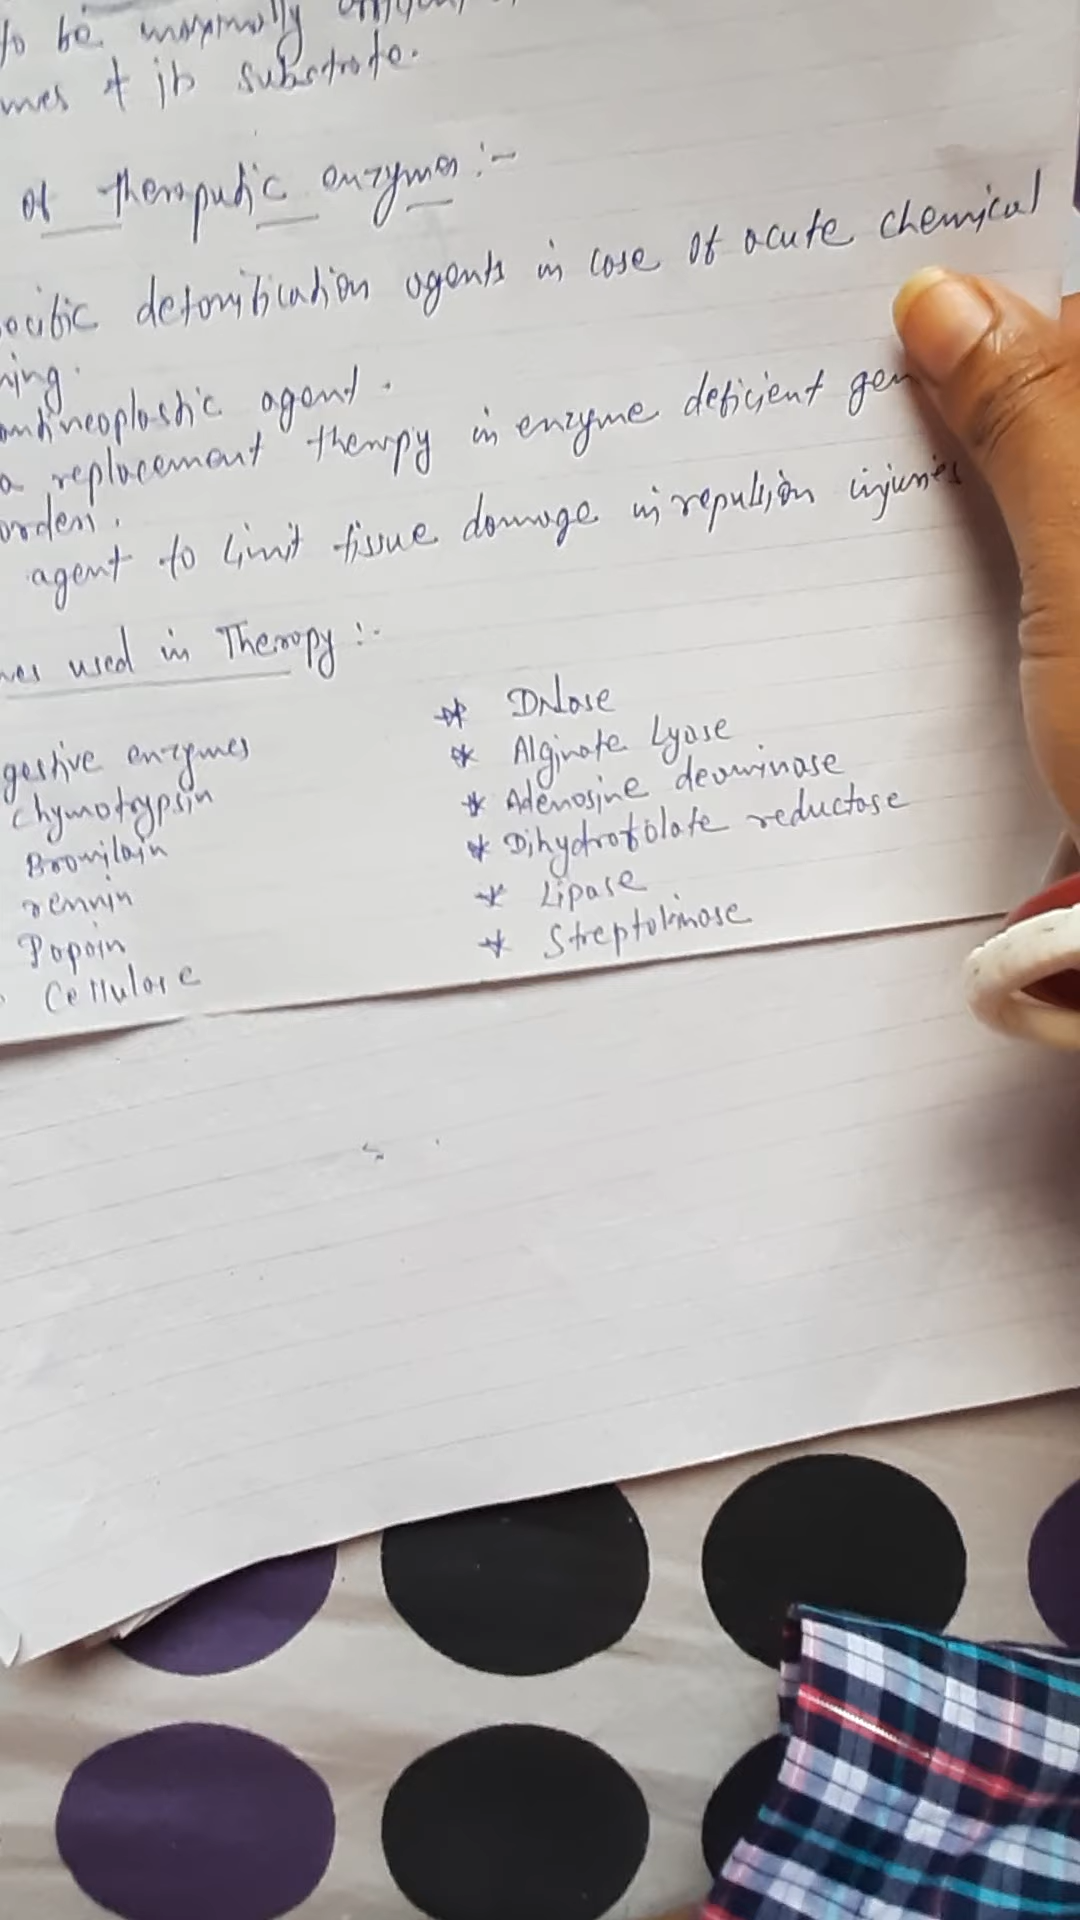 to be maximally
mes & its substrate.
of therapudic enzymes :-
ecific detoxification agents in case of acute chemical
ning.
antineoplastic agent.
a replacement therapy in enzyme deficient gen
orders.
agent to limit tissue damage in repulsion injuries
mes used in Therapy :-
gestive enzymes
chymotrypsin
Bromilain
rennin
Papain
Cellulase
* DNase
* Alginate Lyase
* Adenosine deaminase
* Dihydrofolate reductase
* Lipase
* Streptokinase